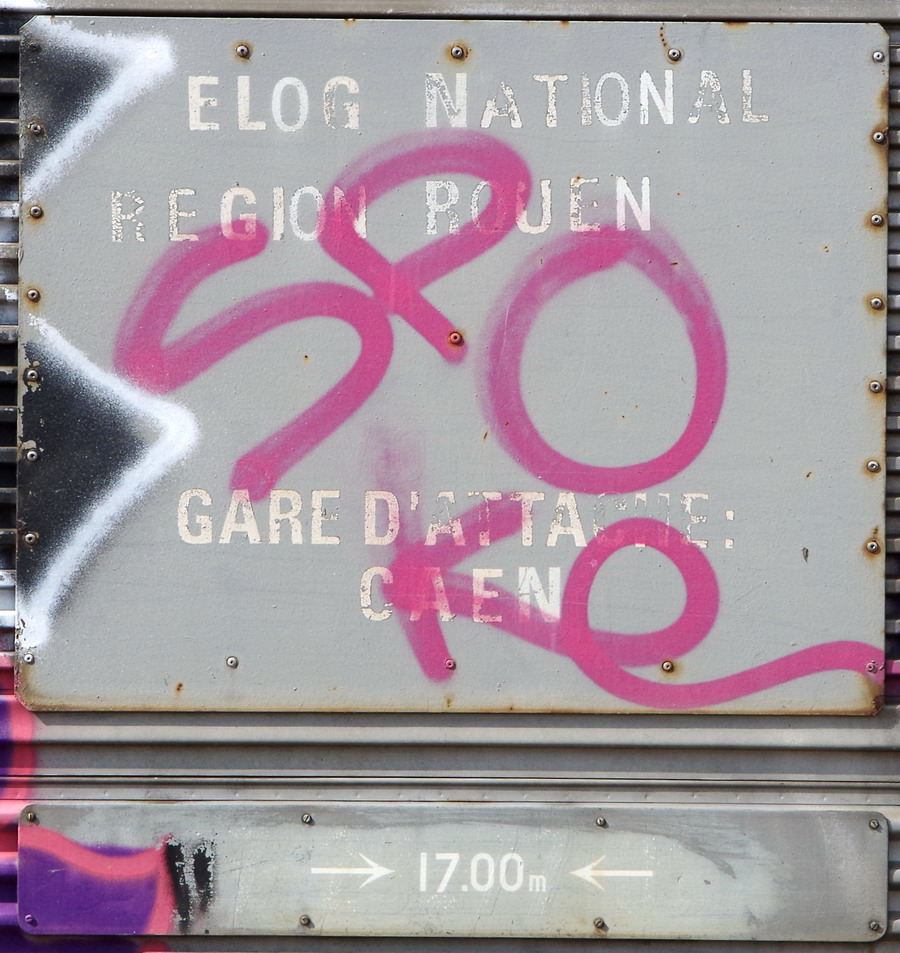 ELOG NATIONAL
REGION ROUEN
GARE D'ATTACHE:
CAEN
→ 17.00m ←